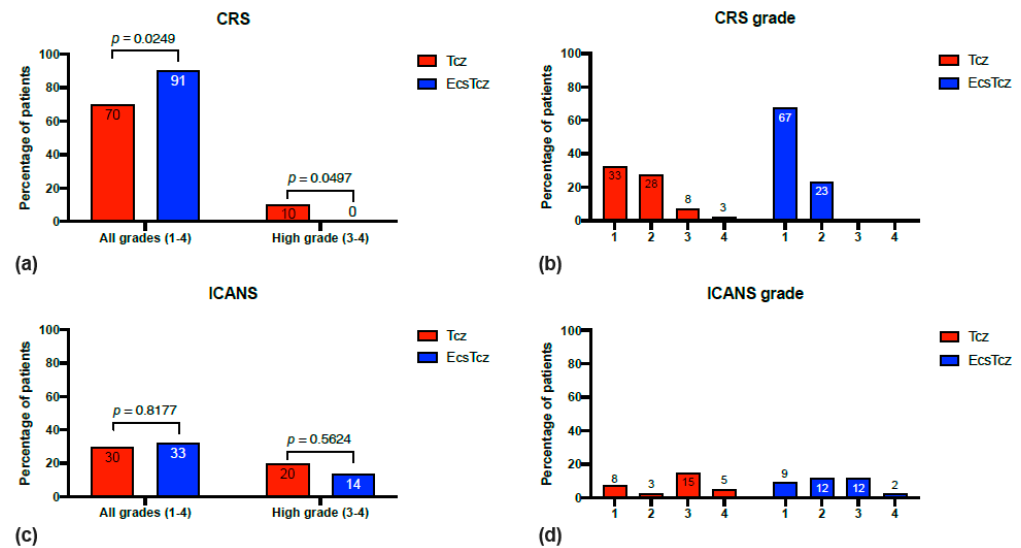 CRS
p = 0.0249
100
80
60
40
20
0
Percentage of patients
70
91
p = 0.0497
10
0
All grades (1-4)
High grade (3-4)
Tcz
EcsTcz
(a)
CRS grade
100
80
60
40
20
0
Percentage of patients
33
28
8
3
67
23
1 2 3 4 1 2 3 4
Tcz
EcsTcz
(b)
ICANS
100
80
60
40
20
0
Percentage of patients
p = 0.8177
30
33
p = 0.5624
20
14
All grades (1-4)
High grade (3-4)
Tcz
EcsTcz
(c)
ICANS grade
100
80
60
40
20
0
Percentage of patients
8
3
15
5
9
12
12
2
1 2 3 4 1 2 3 4
Tcz
EcsTcz
(d)